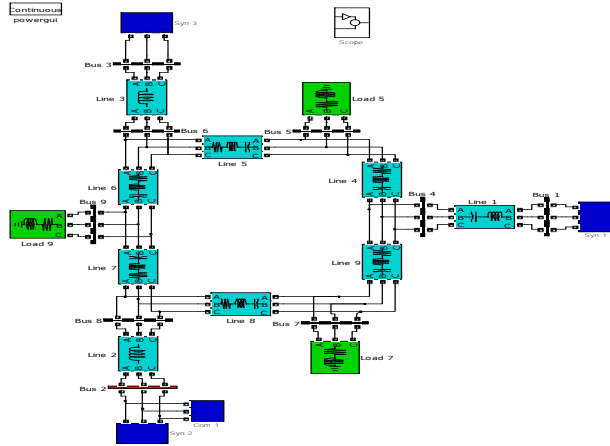 Continuous
powergui
Syn 3
Scope
Bus 3
Line 3
Load 5
Bus 6
Bus 5
Line 5
Line 6
Line 4
Bus 9
Bus 4
Line 1
Bus 1
Load 9
Syn 1
Line 7
Line 9
Line 8
Bus 8
Bus 7
Line 2
Load 7
Bus 2
Com 1
Syn 2